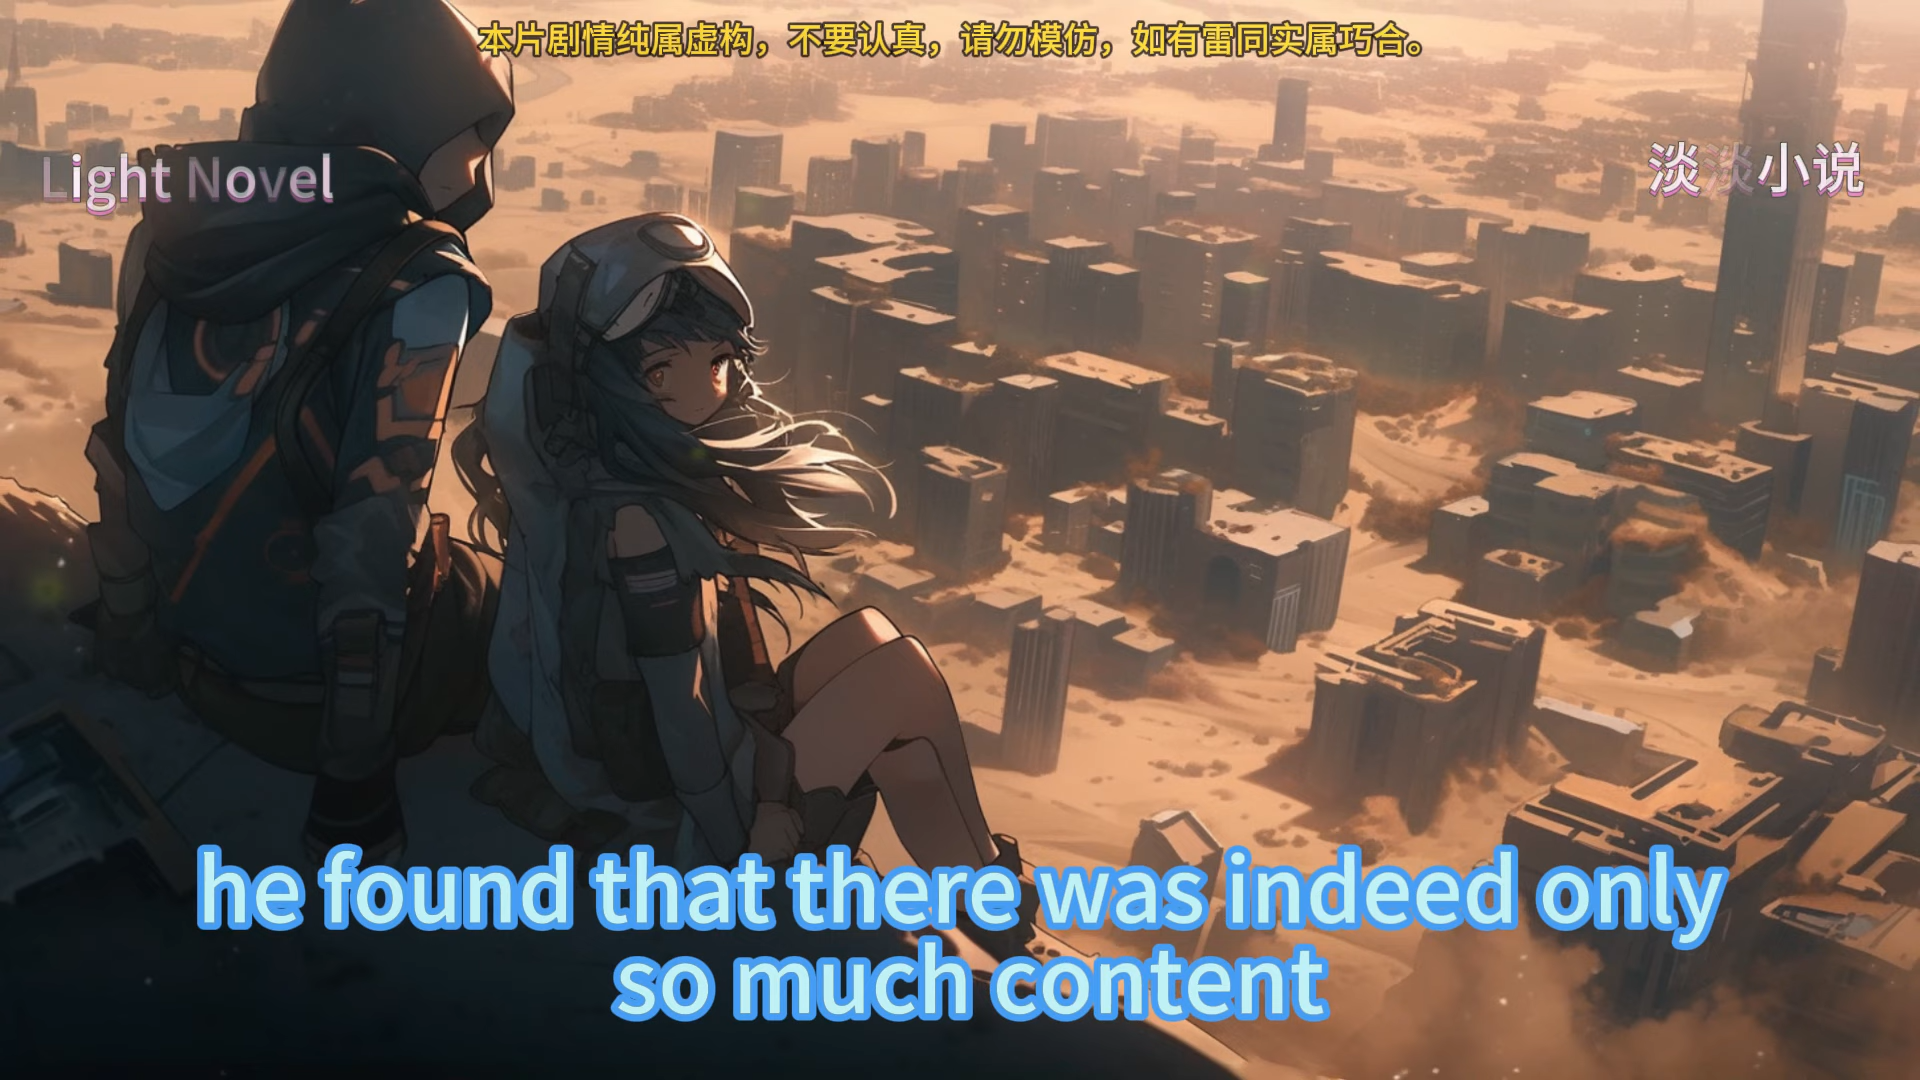 本片剧情纯属虚构，不要认真，请勿模仿，如有雷同实属巧合。
Light Novel
淡淡小说
he found that there was indeed only
so much content